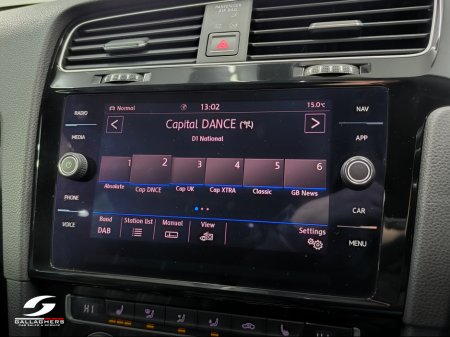 PASSENGER
AIR BAG
RADIO
MEDIA
PHONE
VOICE
NAV
APP
CAR
MENU
Normal 13:02 15.0°C
< Capital DANCE >
D1 National
1 2 3 4 5 6
Absolute Cap DNCE Cap UK Cap XTRA Classic GB News
Band Station list Manual View Settings
DAB
GALLAGHERS